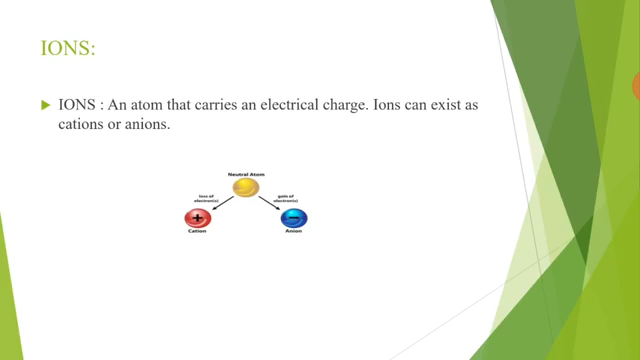 IONS:
IONS : An atom that carries an electrical charge. Ions can exist as
cations or anions.
Neutral Atom
loss of
electron(s)
gain of
electron(s)
+
−
Cation
Anion